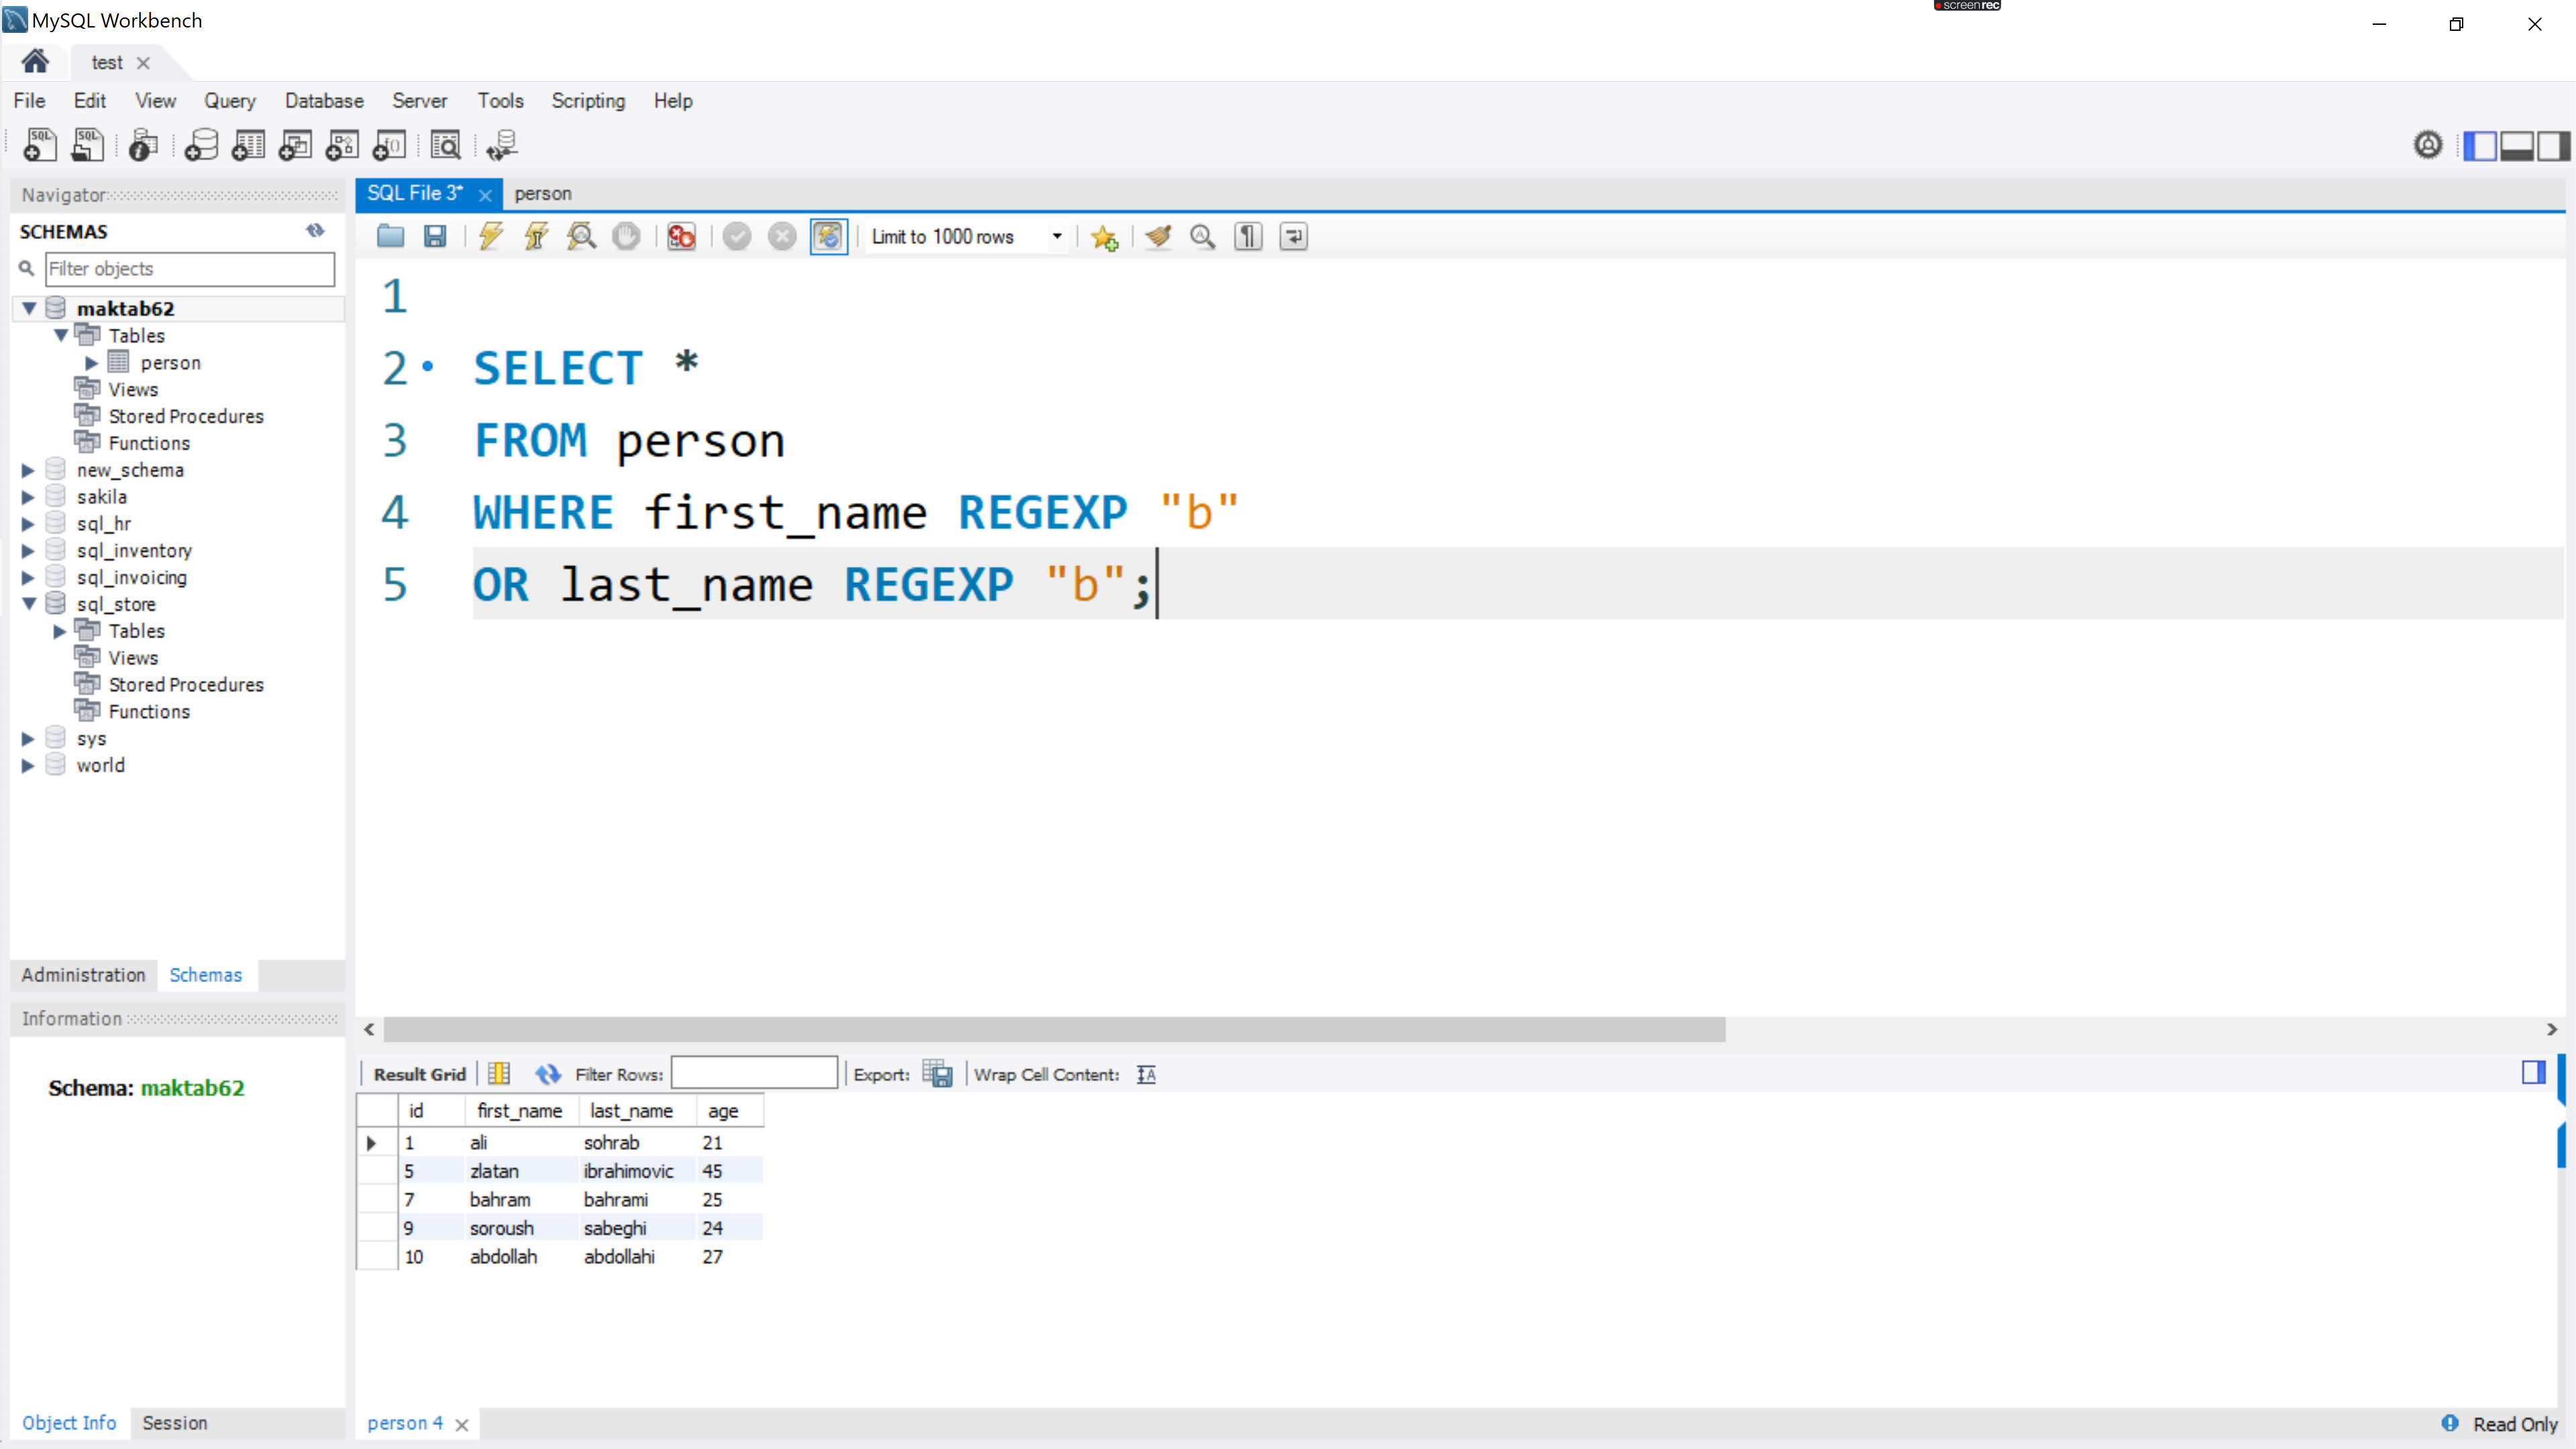 MySQL Workbench
screenrec
test
File Edit View Query Database Server Tools Scripting Help
Navigator
SCHEMAS
Filter objects
maktab62
Tables
person
Views
Stored Procedures
Functions
new_schema
sakila
sql_hr
sql_inventory
sql_invoicing
sql_store
Tables
Views
Stored Procedures
Functions
sys
world
Administration Schemas
Information
Schema: maktab62
Object Info Session
SQL File 3* person
Limit to 1000 rows
1
2 SELECT *
3 FROM person
4 WHERE first_name REGEXP "b"
5 OR last_name REGEXP "b";
Result Grid Filter Rows: Export: Wrap Cell Content:
id first_name last_name age
1 ali sohrab 21
5 zlatan ibrahimovic 45
7 bahram bahrami 25
9 soroush sabeghi 24
10 abdollah abdollahi 27
person 4
Read Only